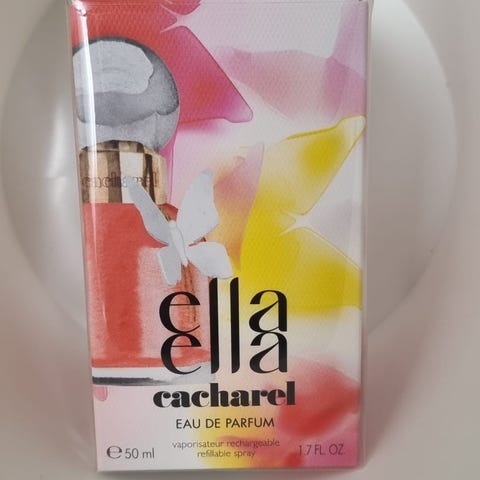 cacharel
ella
ella
cacharel
EAU DE PARFUM
e 50 ml
vaporisateur rechargeable
refillable spray
1.7 FL. OZ.